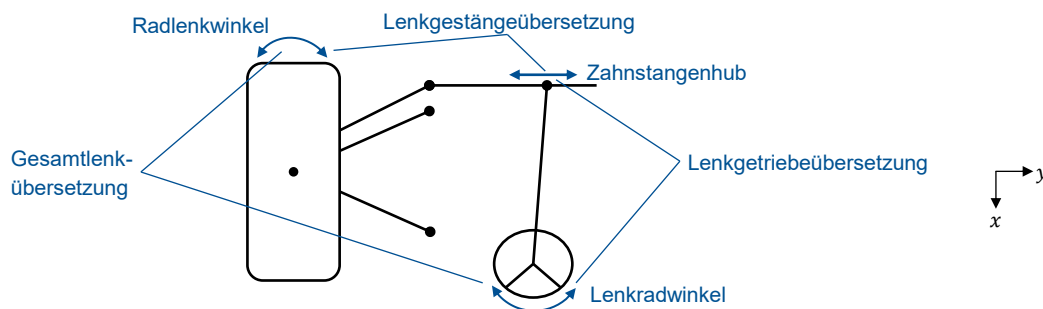 Radlenkwinkel
Lenkgestängeübersetzung
Zahnstangenhub
Gesamtlenk-
übersetzung
Lenkgetriebeübersetzung
y
x
Lenkradwinkel